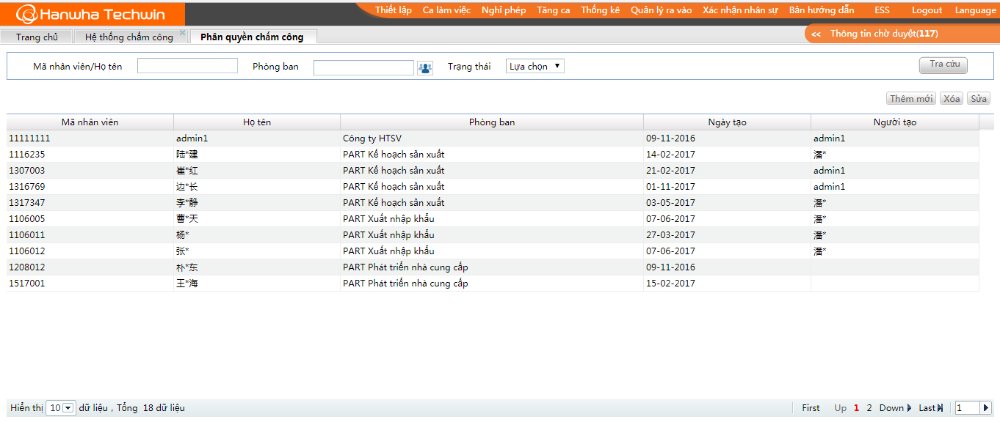 Hanwha Techwin
Thiết lập Ca làm việc Nghỉ phép Tăng ca Thống kê Quản lý ra vào Xác nhận nhân sự Bản hướng dẫn ESS Logout Language
Trang chủ Hệ thống chấm công Phân quyền chấm công << Thông tin chờ duyệt(117)
Mã nhân viên/Họ tên Phòng ban Trạng thái Lựa chọn Tra cứu
Thêm mới Xóa Sửa
Mã nhân viên Họ tên Phòng ban Ngày tạo Người tạo
11111111 admin1 Công ty HTSV 09-11-2016 admin1
1116235 陆*建 PART Kế hoạch sản xuất 14-02-2017 潘*
1307003 崔*红 PART Kế hoạch sản xuất 21-02-2017 admin1
1316769 边*长 PART Kế hoạch sản xuất 01-11-2017 admin1
1317347 李*静 PART Kế hoạch sản xuất 03-05-2017 潘*
1106005 曹*天 PART Xuất nhập khẩu 07-06-2017 潘*
1106011 杨* PART Xuất nhập khẩu 27-03-2017 潘*
1106012 张* PART Xuất nhập khẩu 07-06-2017 潘*
1208012 朴*东 PART Phát triển nhà cung cấp 09-11-2016
1517001 王*海 PART Phát triển nhà cung cấp 15-02-2017
Hiển thị 10 dữ liệu , Tổng 18 dữ liệu First Up 1 2 Down Last 1